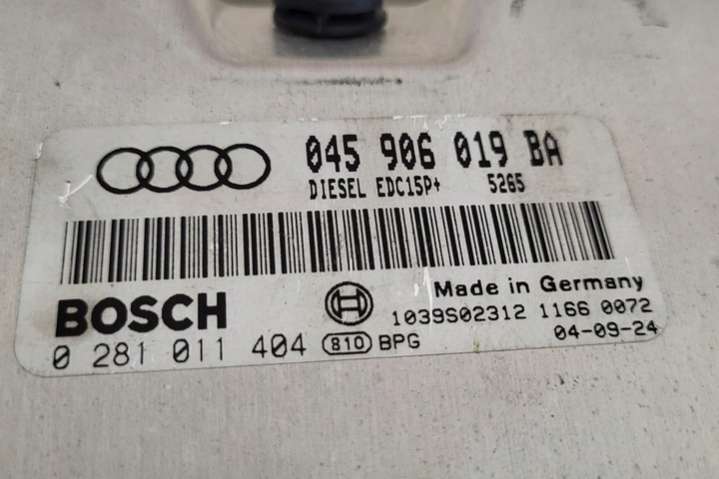 045 906 019 BA
DIESEL EDC15P+ 5265
Made in Germany
BOSCH
1039S02312 1166 0072
0 281 011 404 810 BPG
04-09-24